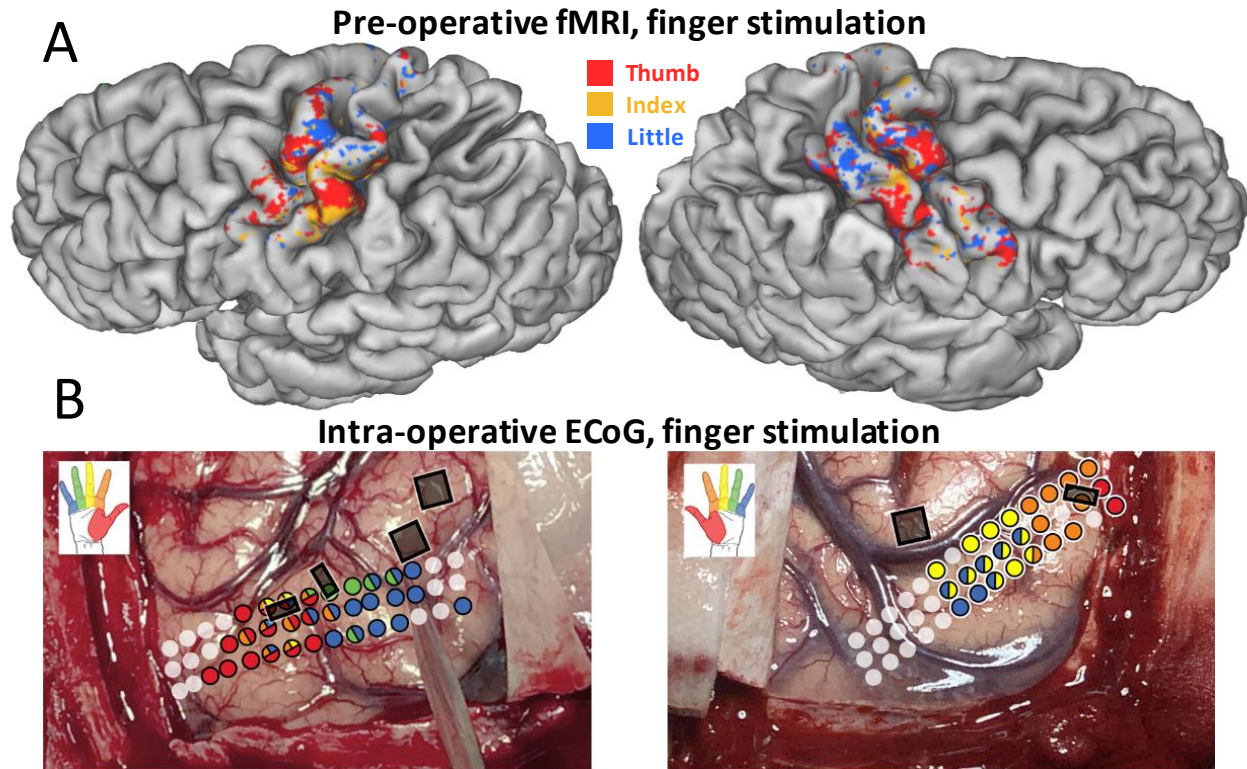 A
Pre-operative fMRI, finger stimulation
Thumb
Index
Little
B
Intra-operative ECoG, finger stimulation